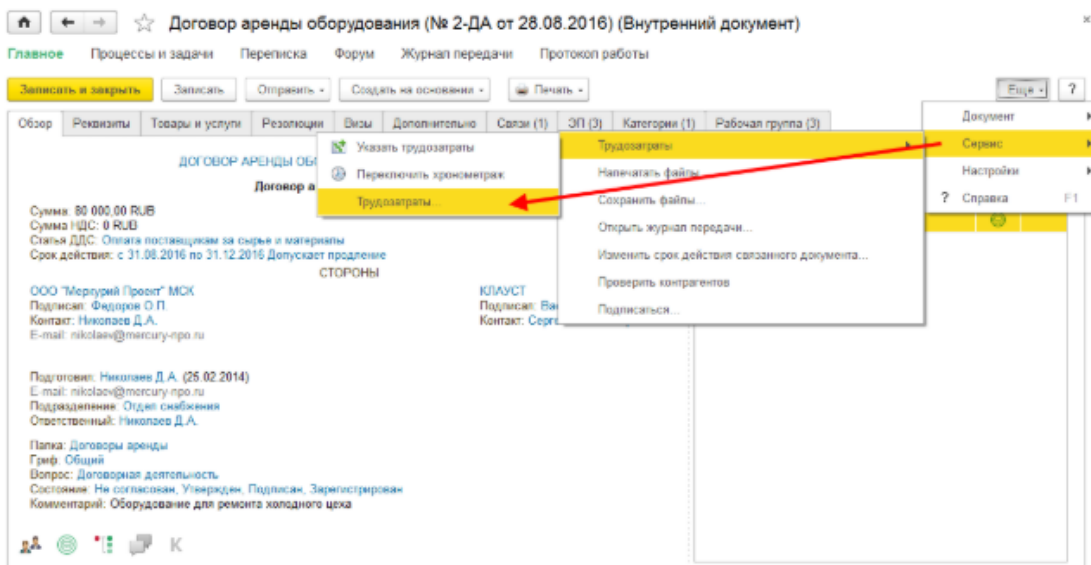 Договор аренды оборудования (№ 2-ДА от 28.08.2016) (Внутренний документ)
Главное Процессы и задачи Переписка Форум Журнал передачи Протокол работы
Записать и закрыть Записать Отправить Создать на основании Печать Еще ?
Обзор Реквизиты Товары и услуги Резолюции Визы Дополнительно Связи (1) ЭП (3) Категории (1) Рабочая группа (3)
Документ
Сервис
Настройки
? Справка F1
Трудозатраты
Напечатать файлы...
Сохранить файлы...
Открыть журнал передачи...
Изменить срок действия связанного документа...
Проверить контрагентов
Подписаться...
Указать трудозатраты
Переключить хронометраж
Трудозатраты...
ДОГОВОР АРЕНДЫ
Договор а
Сумма: 80 000,00 RUB
Сумма НДС: 0 RUB
Статья ДДС: Оплата поставщикам за сырье и материалы
Срок действия: с 31.08.2016 по 31.12.2016 Допускает продление
СТОРОНЫ
ООО "Меркурий Проект" МСК КЛАУСТ
Подписал: Федоров О.П. Подписал:
Контакт: Николаев Д.А. Контакт:
E-mail: nikolaev@mercury-npo.ru
Подготовил: Николаев Д.А. (25.02.2014)
E-mail: nikolaev@mercury-npo.ru
Подразделение: Отдел снабжения
Ответственный: Николаев Д.А.
Папка: Договоры аренды
Гриф: Общий
Вопрос: Договорная деятельность
Состояние: Не согласован, Утвержден, Подписан, Зарегистрирован
Комментарий: Оборудование для ремонта холодного цеха
К